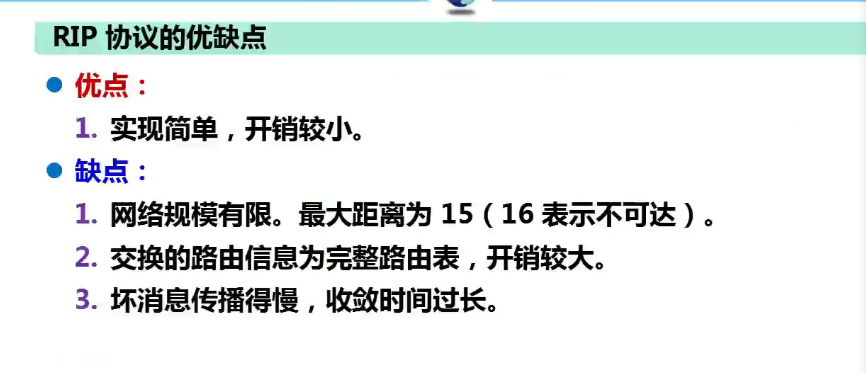 RIP 协议的优缺点
优点：
1. 实现简单，开销较小。
缺点：
1. 网络规模有限。最大距离为 15（16 表示不可达）。
2. 交换的路由信息为完整路由表，开销较大。
3. 坏消息传播得慢，收敛时间过长。